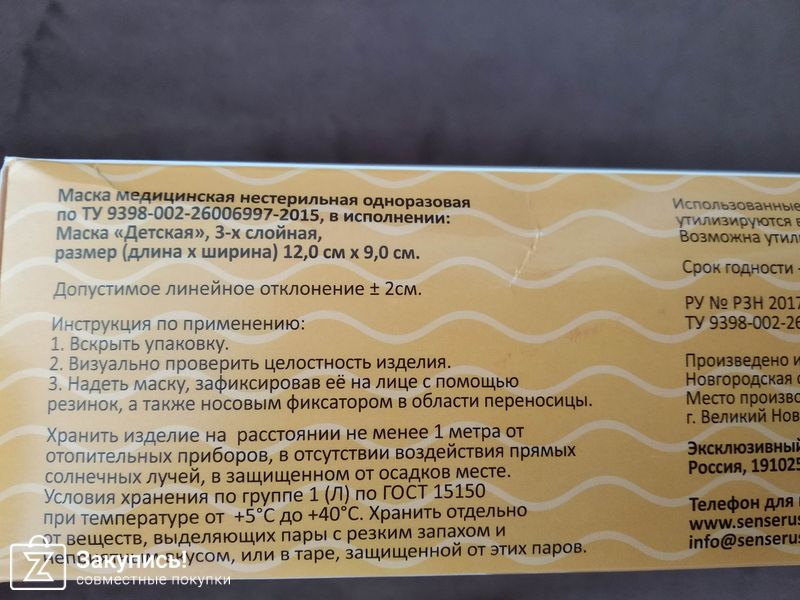 Маска медицинская нестерильная одноразовая
по ТУ 9398-002-26006997-2015, в исполнении:
Маска «Детская», 3-х слойная,
размер (длина х ширина) 12,0 см х 9,0 см.
Допустимое линейное отклонение ± 2см.
Инструкция по применению:
1. Вскрыть упаковку.
2. Визуально проверить целостность изделия.
3. Надеть маску, зафиксировав её на лице с помощью
резинок, а также носовым фиксатором в области переносицы.
Хранить изделие на расстоянии не менее 1 метра от
отопительных приборов, в отсутствии воздействия прямых
солнечных лучей, в защищенном от осадков месте.
Условия хранения по группе 1 (Л) по ГОСТ 15150
при температуре от +5°С до +40°С. Хранить отдельно
от веществ, выделяющих пары с резким запахом и
неприятным вкусом, или в таре, защищенной от этих паров.
Использованные
утилизируются
Возможна
Срок годности -
РУ № РЗН 2017
ТУ 9398-002-26
Произведено
Новгородская
Место
г. Великий
Эксклюзивный
Россия, 19102
Телефон для
www.senserus
info@senserus
Закупись!
совместные покупки